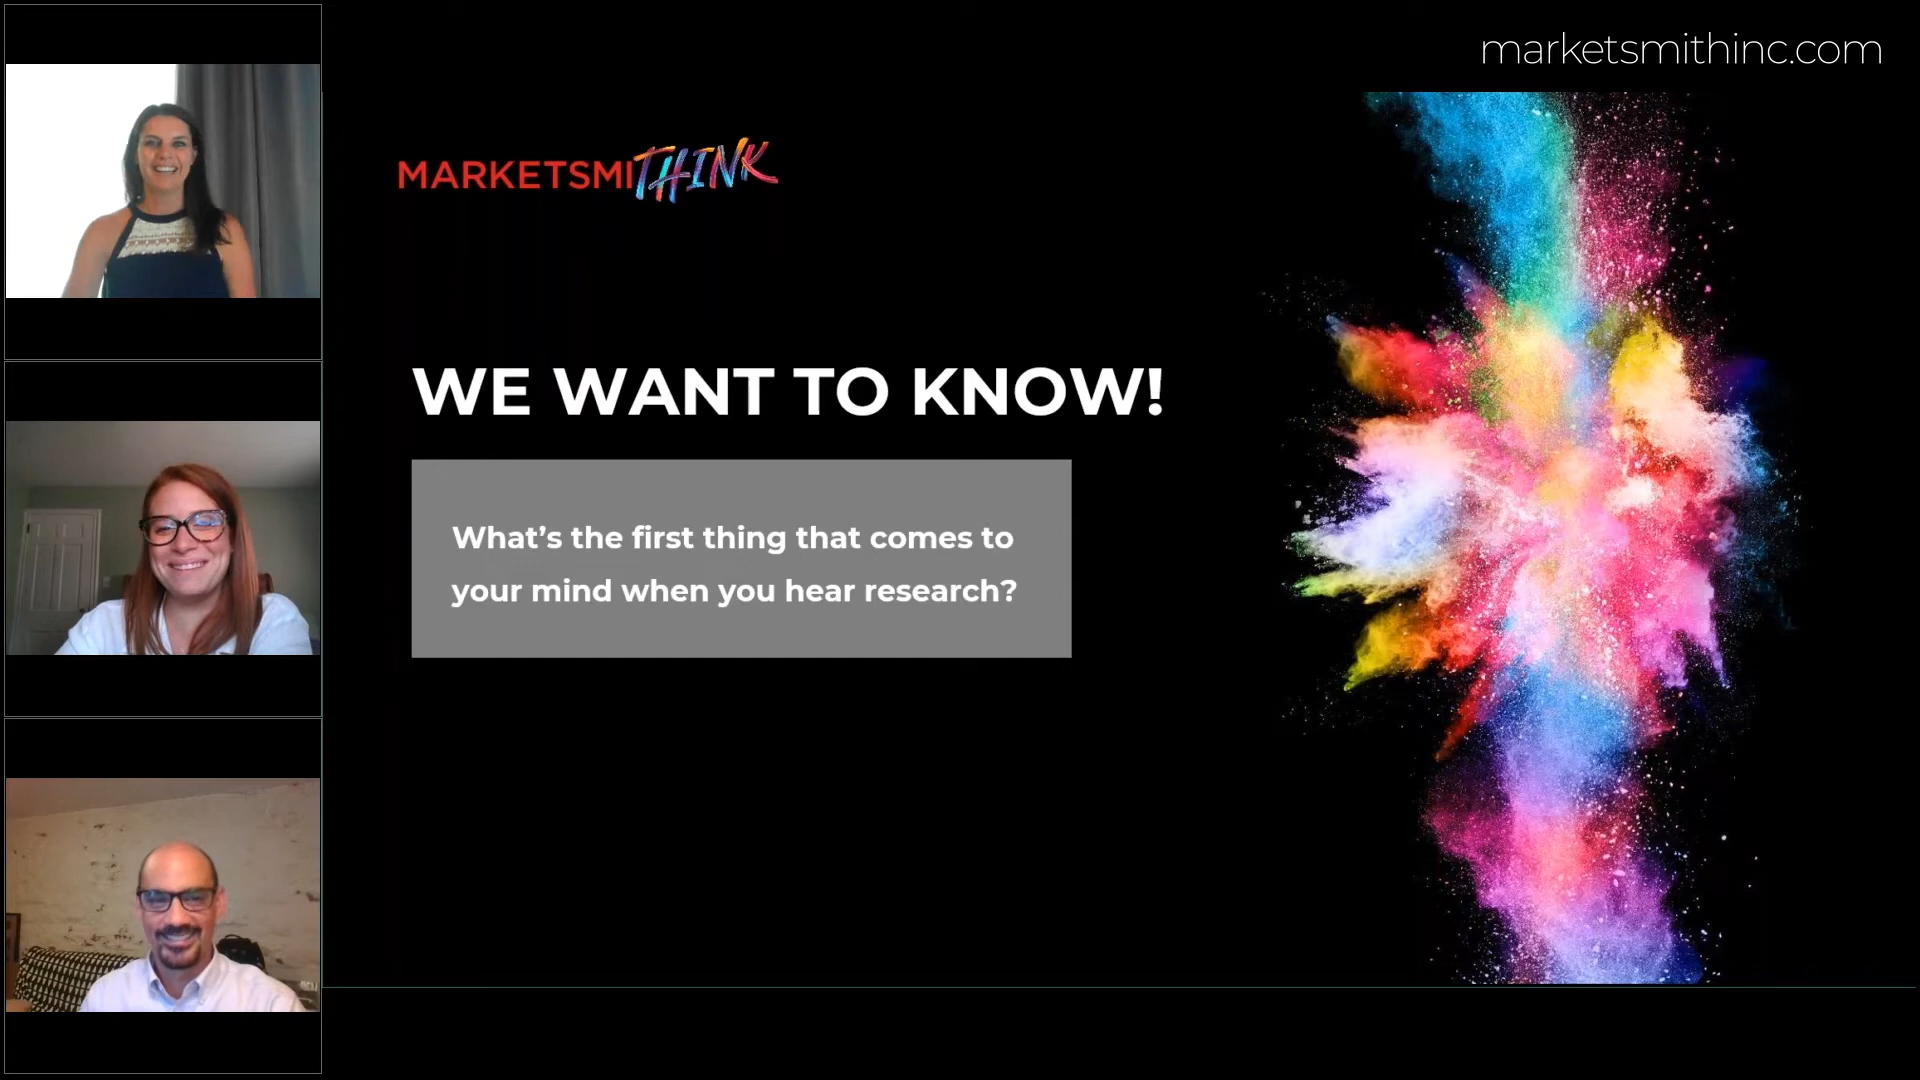 marketsmithinc.com
MARKETSMITHINK
WE WANT TO KNOW!
What's the first thing that comes to
your mind when you hear research?